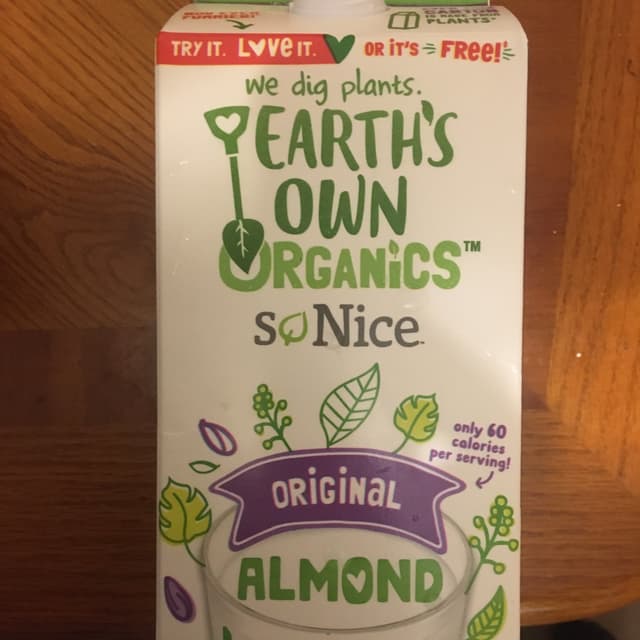 TRY IT. LOVE IT. OR iT'S FREE!
we dig plants.
EARTH'S
OWN
ORGANiCS™
SoNice
only 60
calories
per serving!
ORiGiNaL
ALMOND
PLANTS*